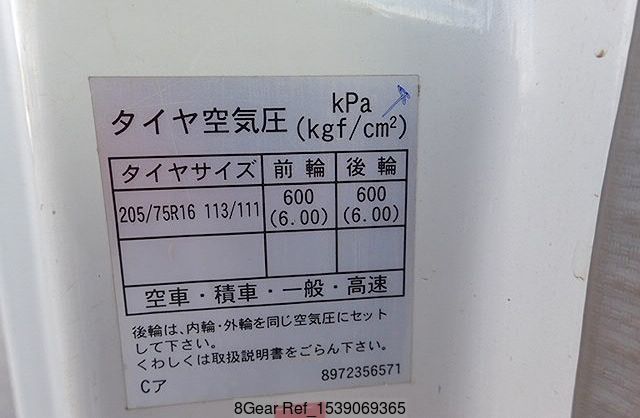 タイヤ空気圧 kPa (kgf/cm²)
タイヤサイズ 前輪 後輪
205/75R16 113/111 600 (6.00) 600 (6.00)
空車・積車・一般・高速
後輪は、内輪・外輪を同じ空気圧にセット
して下さい。
くわしくは取扱説明書をごらん下さい。
Cア 8972356571
8Gear Ref_1539069365